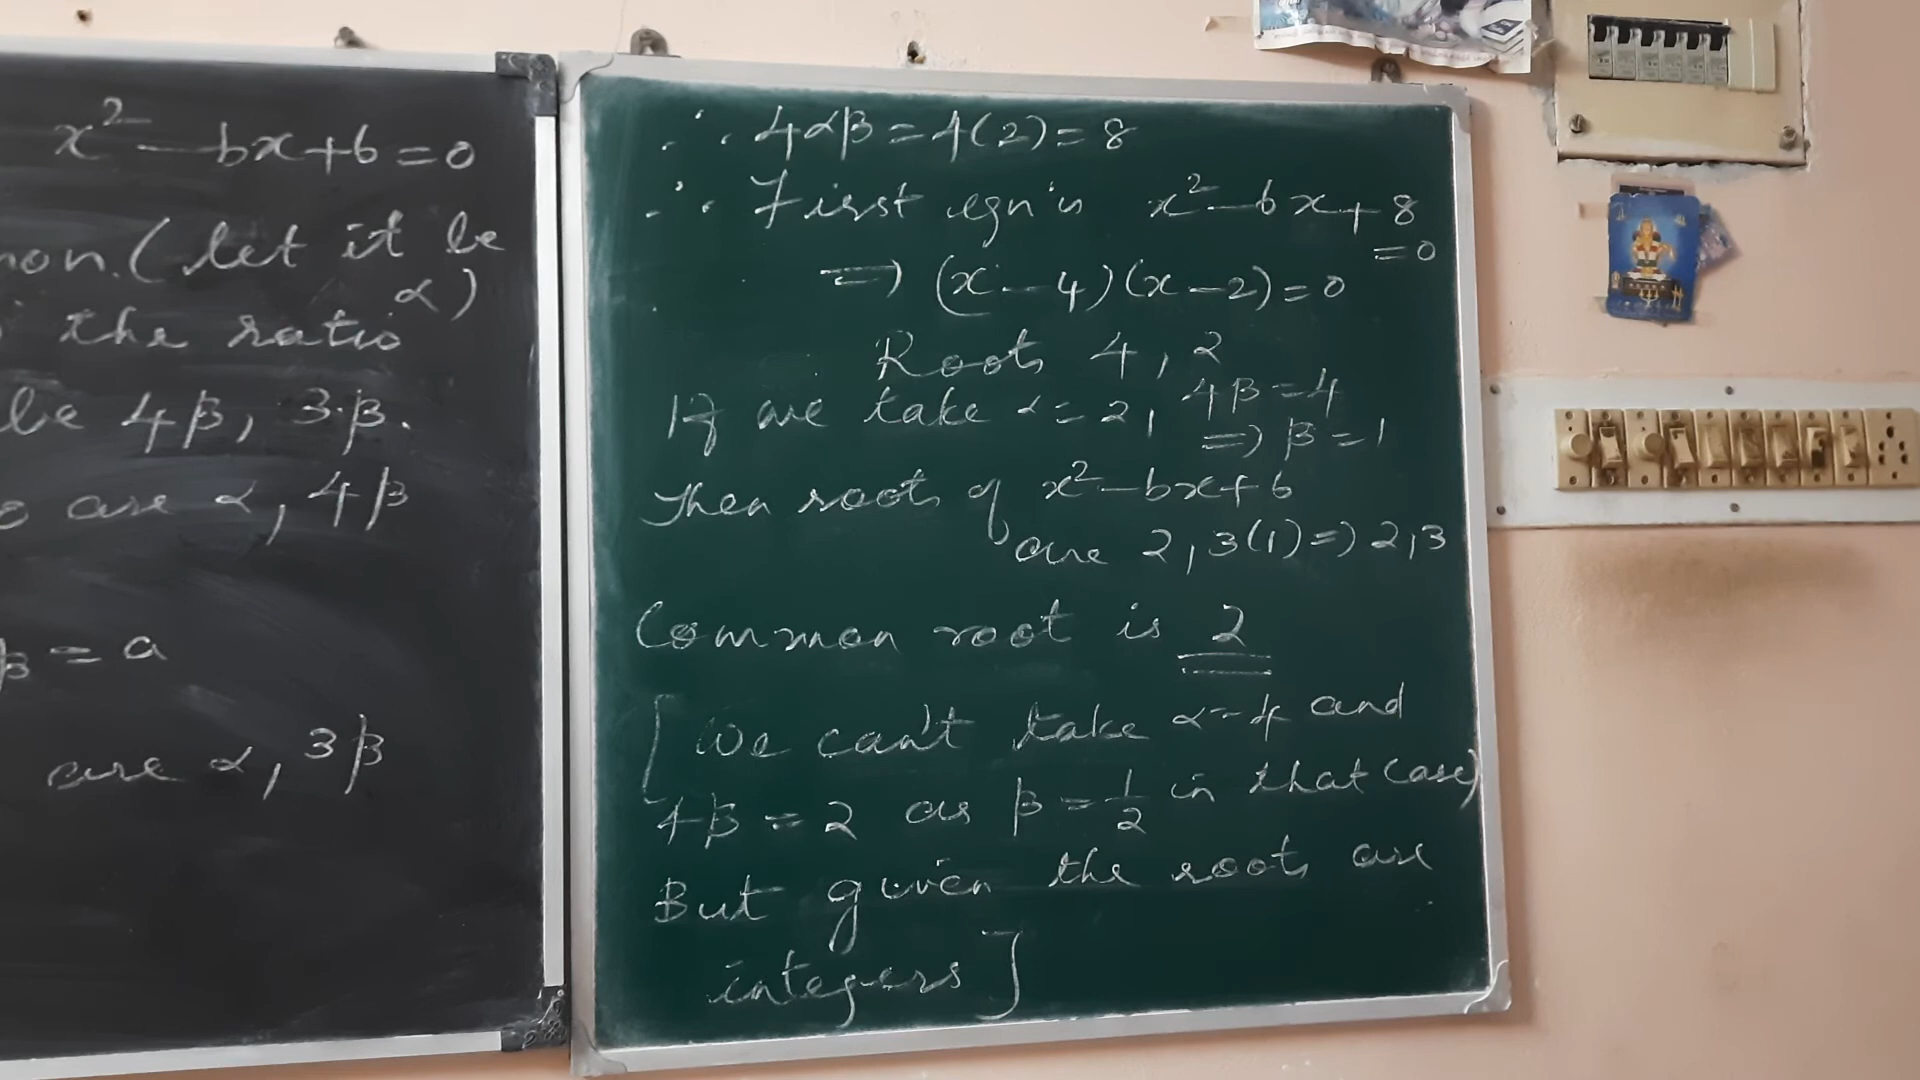 x² - bx + 6 = 0
(let it be
α)
the ratio
be 4β, 3β.
are α, 4β
β = a
are α, 3β
∴ 4αβ = 4(2) = 8
∴ First eqn is x² - 6x + 8
= 0
⇒ (x - 4)(x - 2) = 0
Roots 4, 2
If we take α = 2, 4β = 4
⇒ β = 1
Then roots of x² - bx + 6
are 2, 3(1) ⇒ 2, 3
Common root is 2
[We can't take α = 4 and
4β = 2 as β = 1/2 in that case)
But given the roots are
integers]